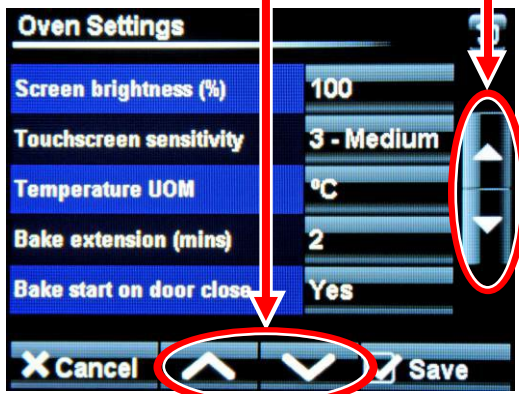 Oven Settings
Screen brightness (%) 100
Touchscreen sensitivity 3 - Medium
Temperature UOM ºC
Bake extension (mins) 2
Bake start on door close Yes
Cancel Save